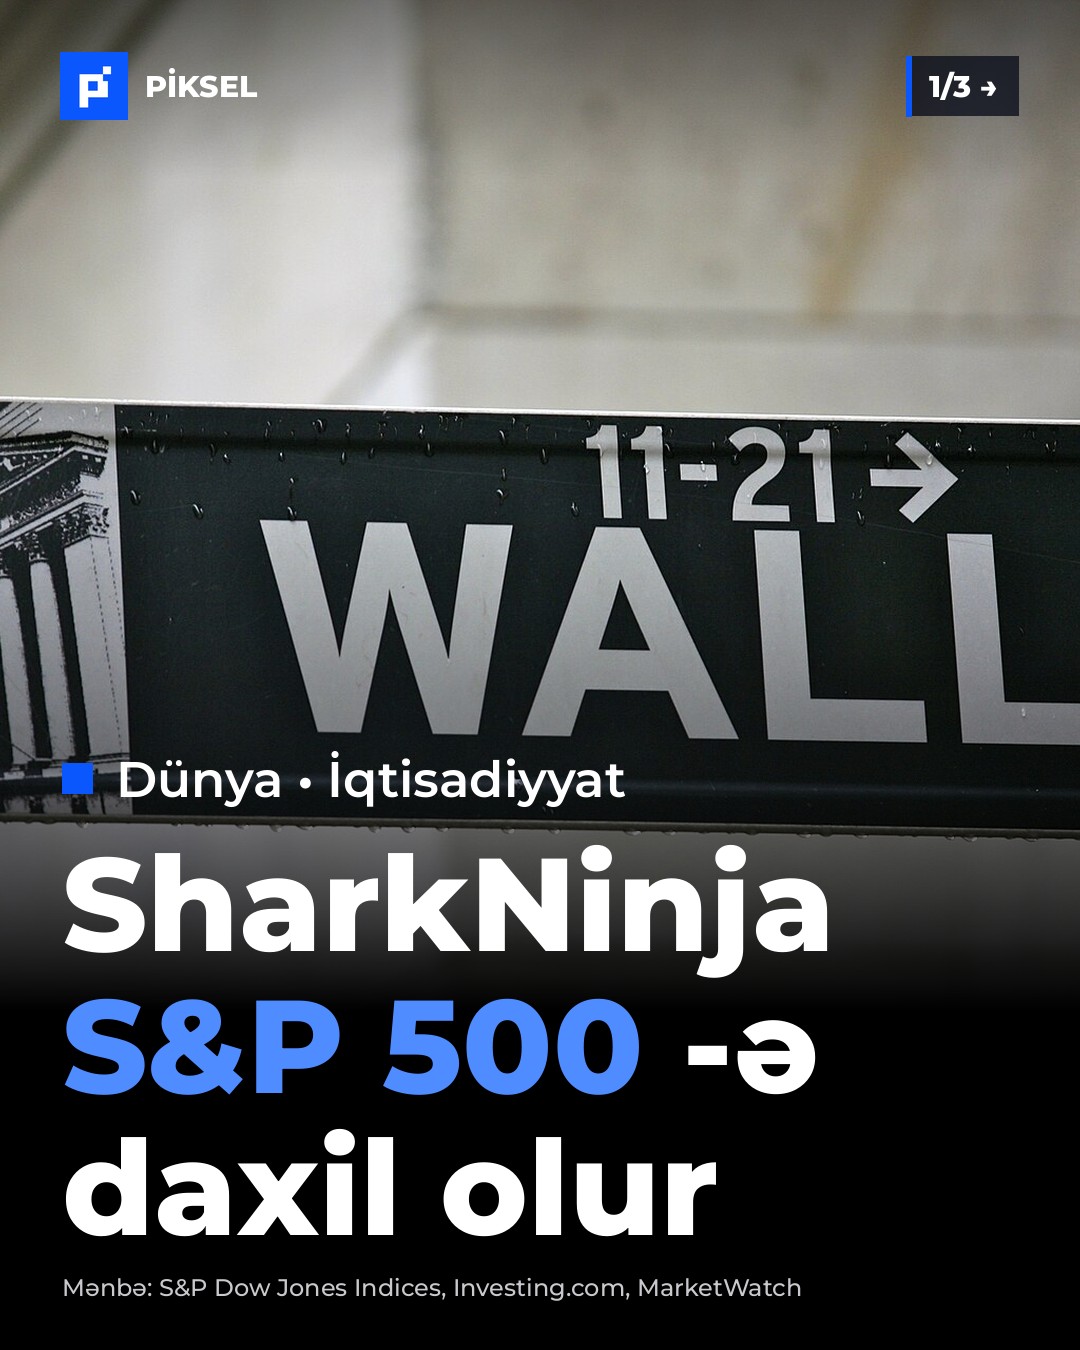 PİKSEL
1/3 →
11-21 →
WALL
Dünya • İqtisadiyyat
SharkNinja
S&P 500 -ə
daxil olur
Mənbə: S&P Dow Jones Indices, Investing.com, MarketWatch